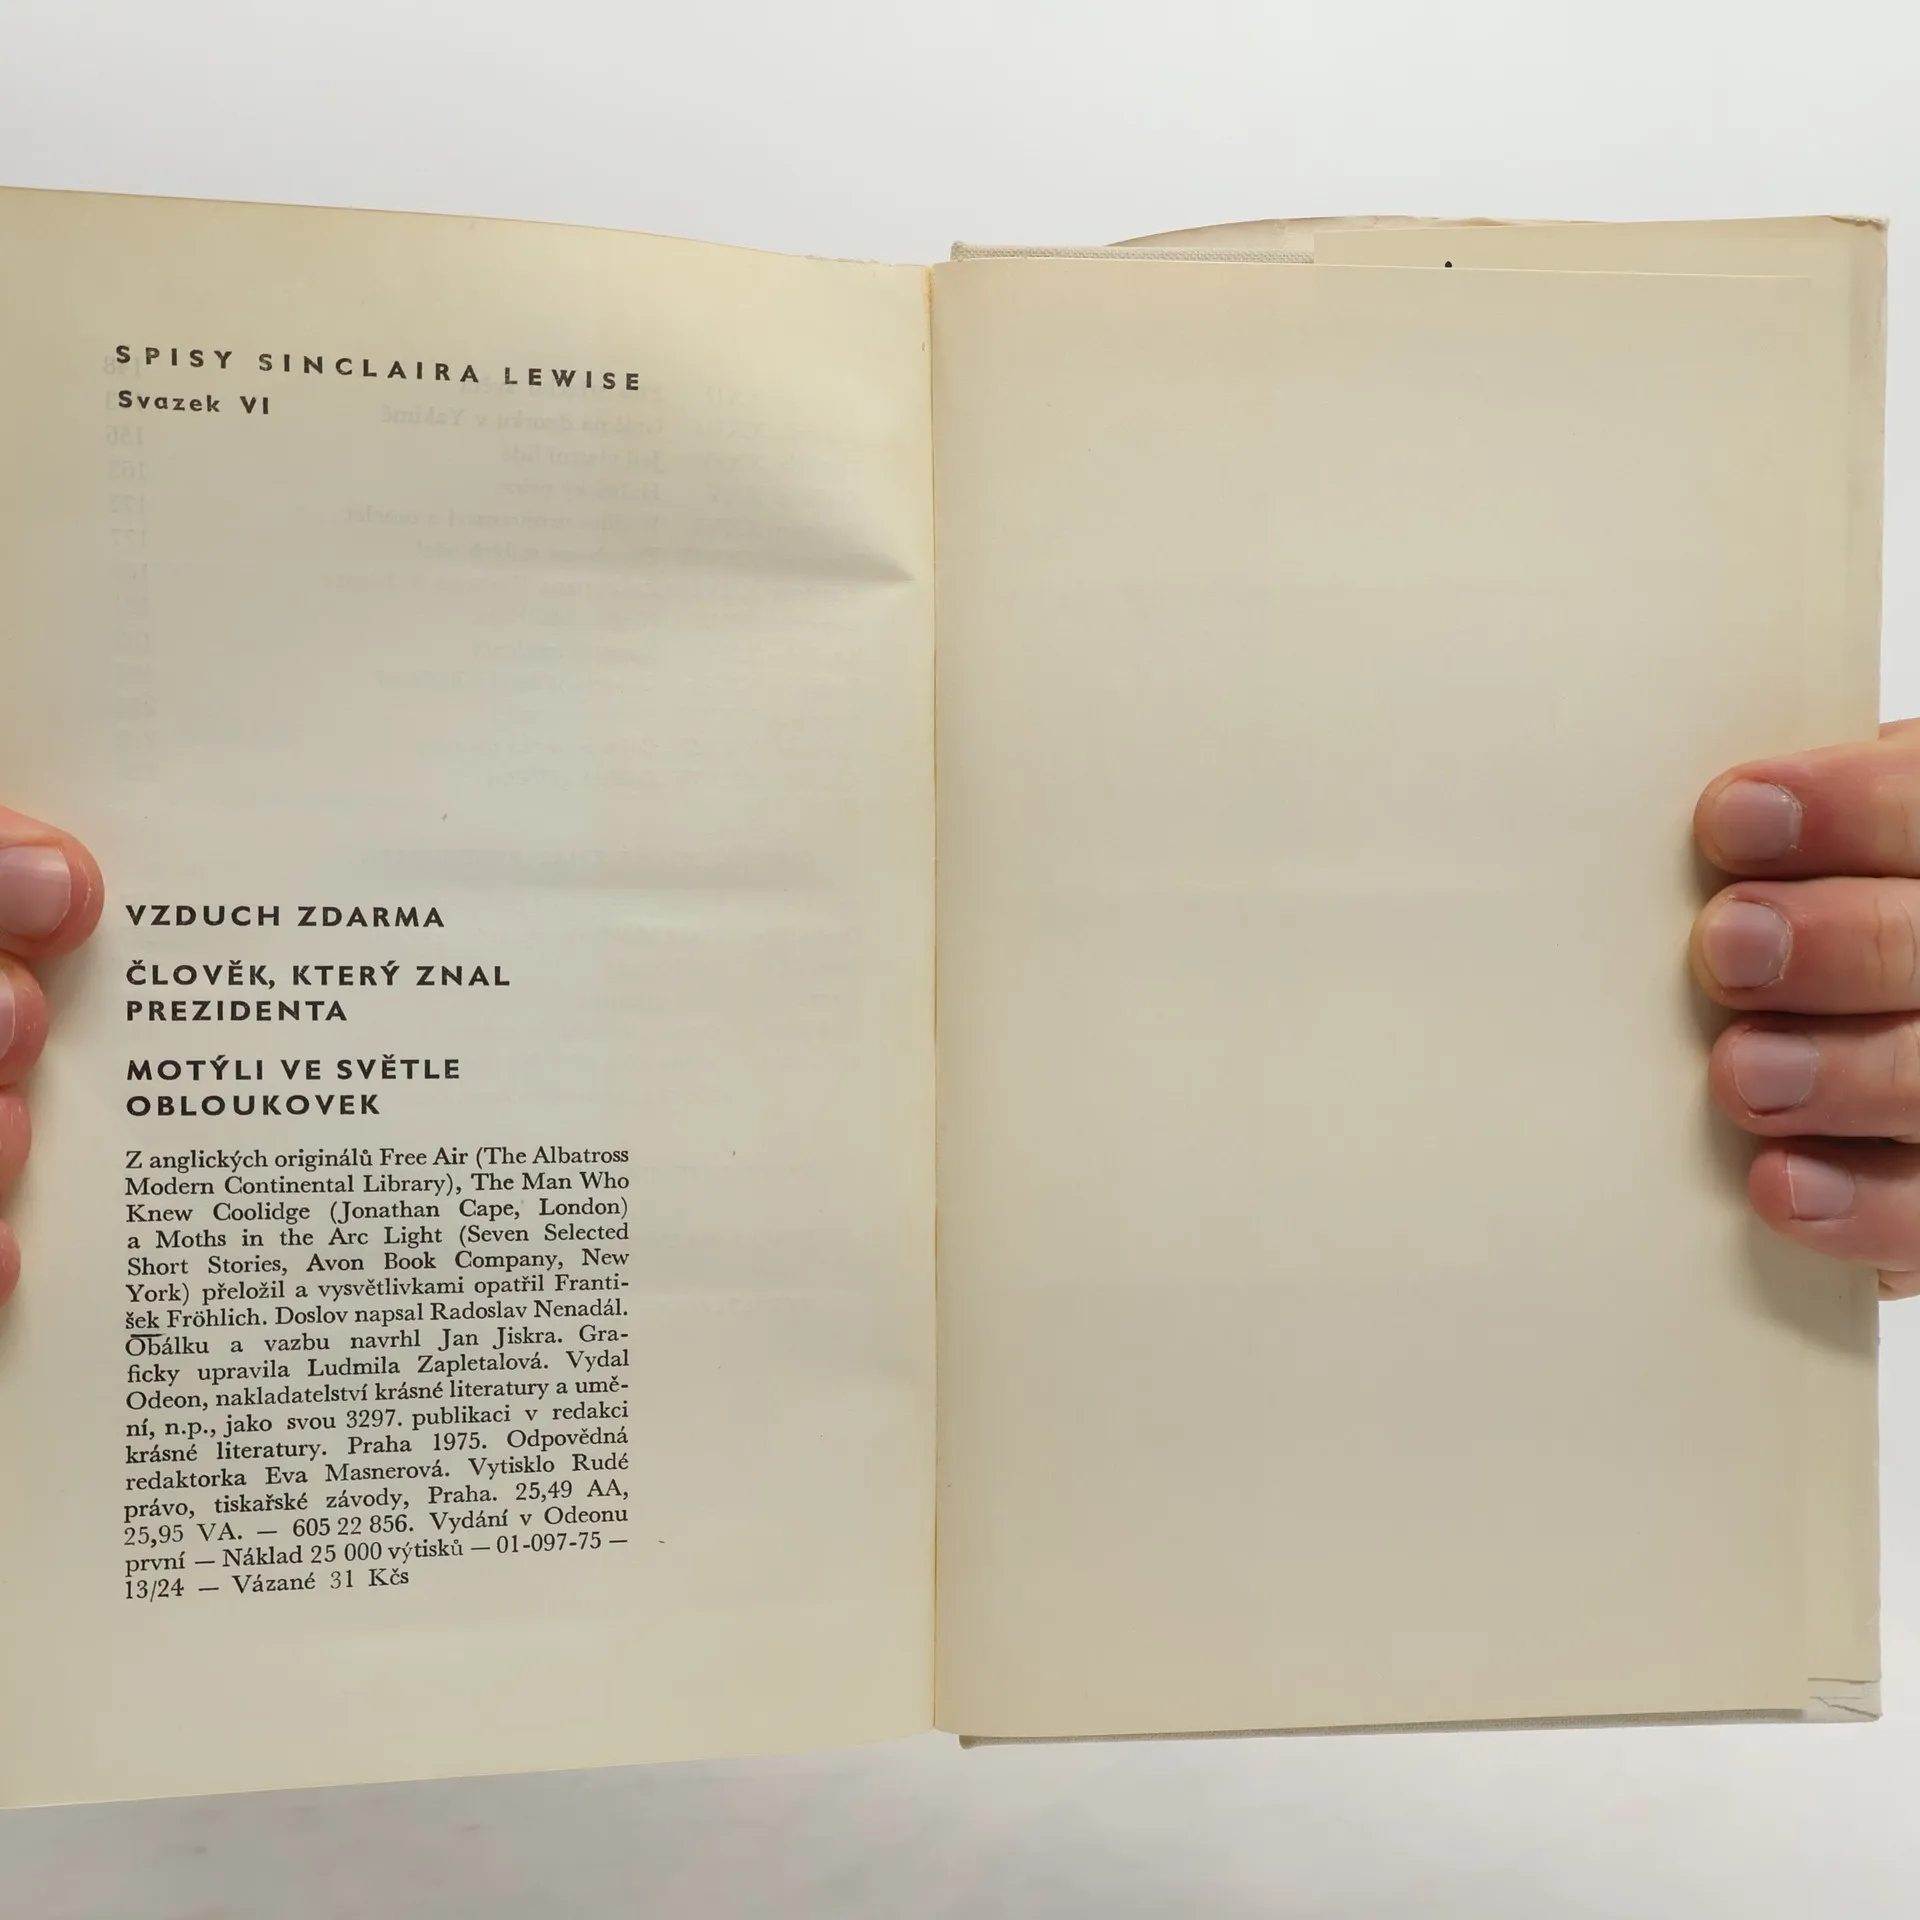 SPISY SINCLAIRA LEWISE
Svazek VI
VZDUCH ZDARMA
ČLOVĚK, KTERÝ ZNAL
PREZIDENTA
MOTÝLI VE SVĚTLE
OBLOUKOVEK
Z anglických originálů Free Air (The Albatross
Modern Continental Library), The Man Who
Knew Coolidge (Jonathan Cape, London)
a Moths in the Arc Light (Seven Selected
Short Stories, Avon Book Company, New
York) přeložil a vysvětlivkami opatřil Franti-
šek Fröhlich. Doslov napsal Radoslav Nenadál.
Obálku a vazbu navrhl Jan Jiskra. Gra-
ficky upravila Ludmila Zapletalová. Vydal
Odeon, nakladatelství krásné literatury a umě-
ní, n.p., jako svou 3297. publikaci v redakci
krásné literatury. Praha 1975. Odpovědná
redaktorka Eva Masnerová. Vytisklo Rudé
právo, tiskařské závody, Praha. 25,49 AA,
25,95 VA. — 605 22 856. Vydání v Odeonu
první — Náklad 25 000 výtisků — 01-097-75 —
13/24 — Vázané 31 Kčs